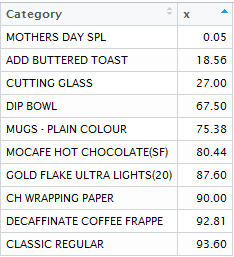 Category x
MOTHERS DAY SPL 0.05
ADD BUTTERED TOAST 18.56
CUTTING GLASS 27.00
DIP BOWL 67.50
MUGS - PLAIN COLOUR 75.38
MOCAFE HOT CHOCOLATE(SF) 80.44
GOLD FLAKE ULTRA LIGHTS(20) 87.60
CH WRAPPING PAPER 90.00
DECAFFINATE COFFEE FRAPPE 92.81
CLASSIC REGULAR 93.60